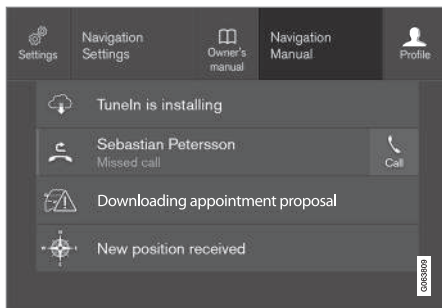 Settings
Navigation
Settings
Owner's
manual
Navigation
Manual
Profile
TuneIn is installing
Sebastian Petersson
Missed call
Call
Downloading appointment proposal
New position received
G063809